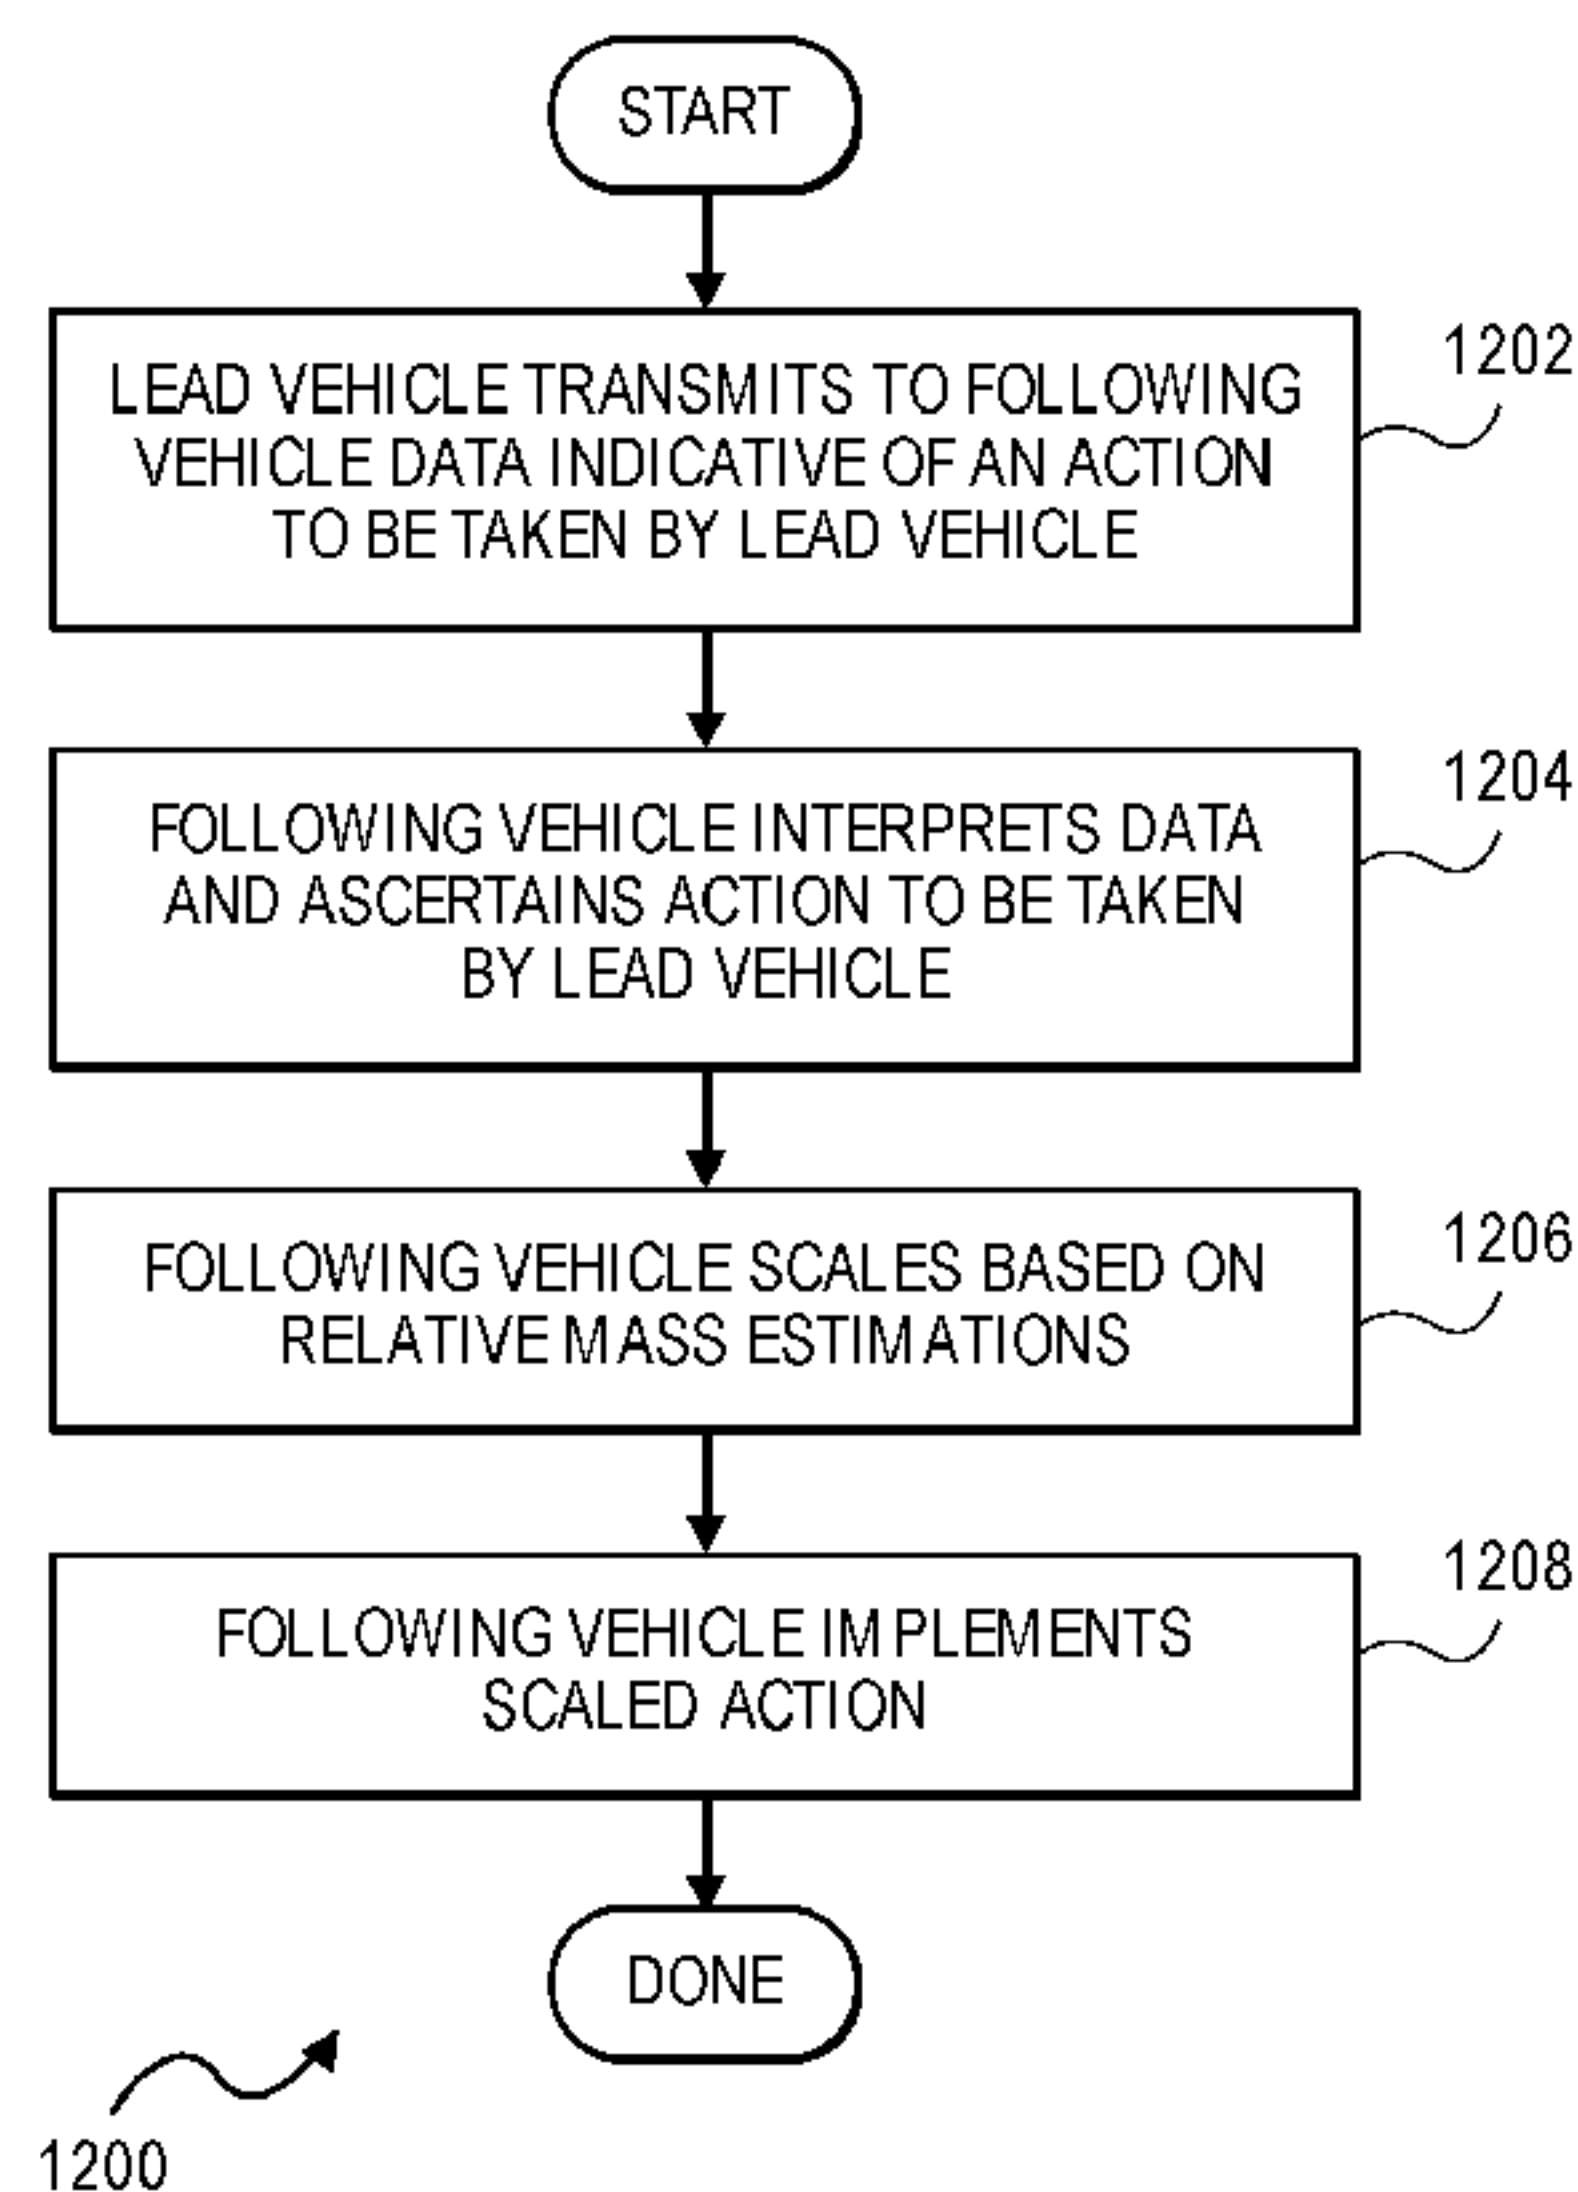 START
LEAD VEHICLE TRANSMITS TO FOLLOWING
VEHICLE DATA INDICATIVE OF AN ACTION
TO BE TAKEN BY LEAD VEHICLE
1202
FOLLOWING VEHICLE INTERPRETS DATA
AND ASCERTAINS ACTION TO BE TAKEN
BY LEAD VEHICLE
1204
FOLLOWING VEHICLE SCALES BASED ON
RELATIVE MASS ESTIMATIONS
1206
FOLLOWING VEHICLE IMPLEMENTS
SCALED ACTION
1208
DONE
1200